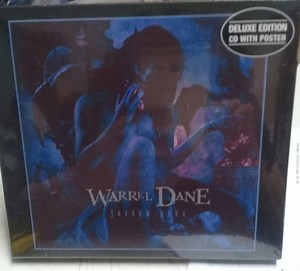 DELUXE EDITION
CD WITH POSTER
WARREL DANE
Shadow Work